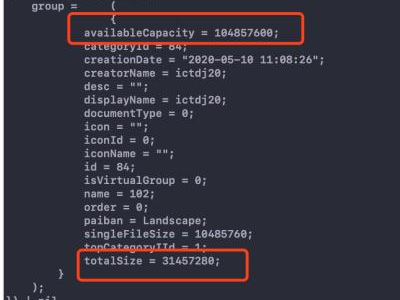 group =     (
{
availableCapacity = 104857600;
categoryId = 84;
creationDate = "2020-05-10 11:08:26";
creatorName = ictdj20;
desc = "";
displayName = ictdj20;
documentType = 0;
icon = "";
iconId = 0;
iconName = "";
id = 84;
isVirtualGroup = 0;
name = 102;
order = 0;
paiban = Landscape;
singleFileSize = 10485760;
topCategoryIId = 1;
totalSize = 31457280;
}
);